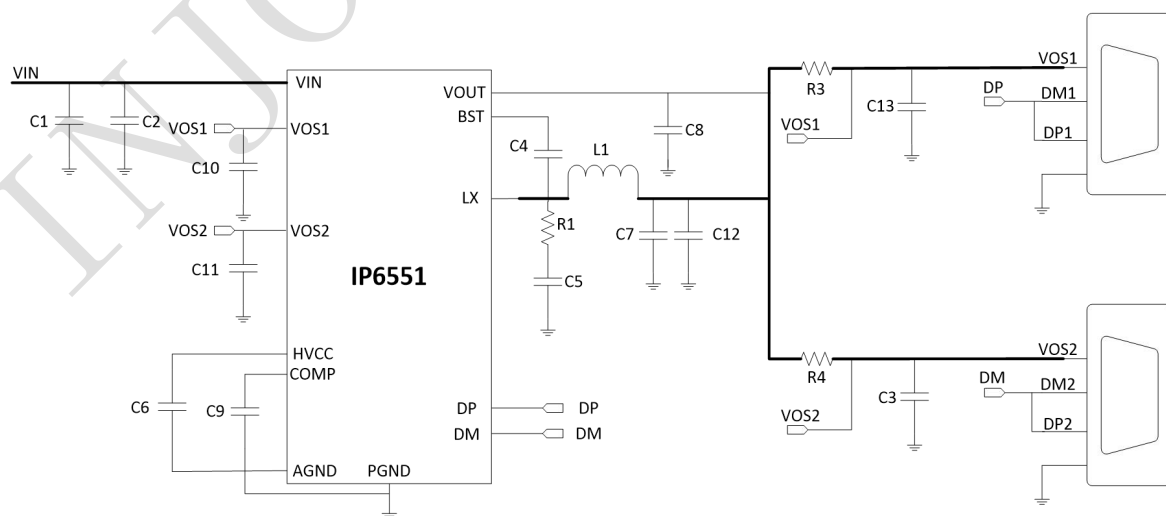 INJO
VIN
VIN
C1
C2
VOS1
VOS1
C10
VOS2
VOS2
C11
IP6551
HVCC
COMP
C6
C9
AGND
PGND
VOUT
BST
LX
DP
DM
DP
DM
C4
L1
R1
C5
C8
C7
C12
R3
VOS1
C13
VOS1
DP
DM1
DP1
R4
VOS2
C3
VOS2
DM
DM2
DP2